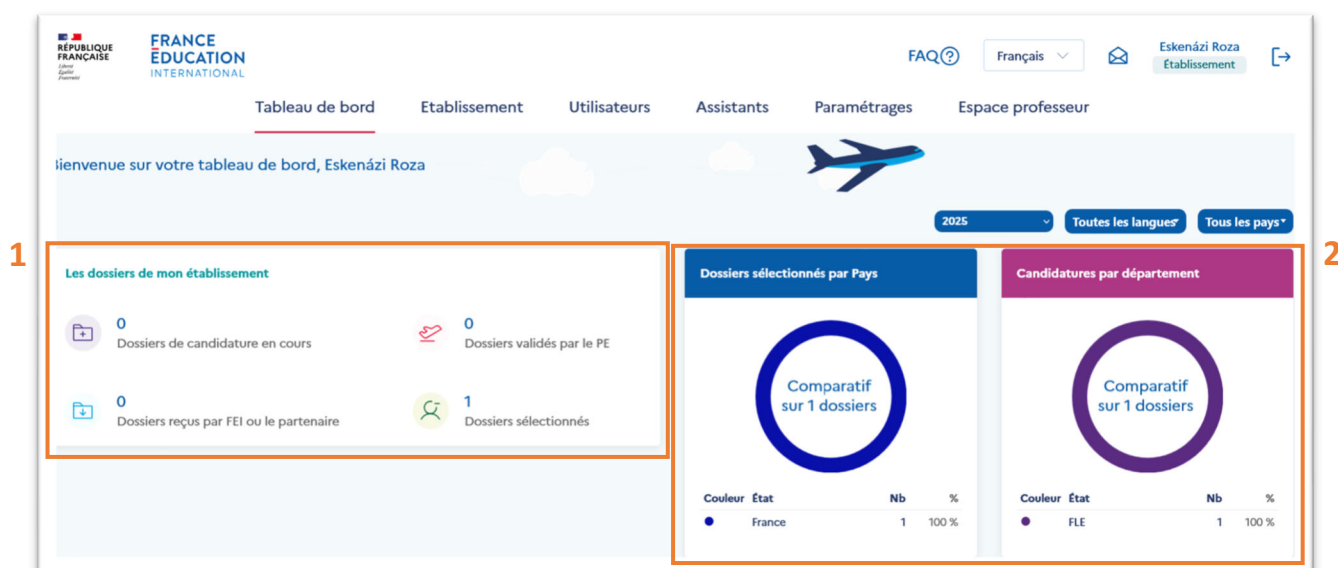 RÉPUBLIQUE
FRANÇAISE
Liberté
Égalité
Fraternité
FRANCE
ÉDUCATION
INTERNATIONAL
FAQ
Français
Eskenázi Roza
Établissement
Tableau de bord Etablissement Utilisateurs Assistants Paramétrages Espace professeur
Bienvenue sur votre tableau de bord, Eskenázi Roza
2025 Toutes les langues Tous les pays
1
2
Les dossiers de mon établissement
0
Dossiers de candidature en cours
0
Dossiers validés par le PE
0
Dossiers reçus par FEI ou le partenaire
1
Dossiers sélectionnés
Dossiers sélectionnés par Pays
Comparatif
sur 1 dossiers
Couleur État Nb %
France 1 100 %
Candidatures par département
Comparatif
sur 1 dossiers
Couleur État Nb %
FLE 1 100 %